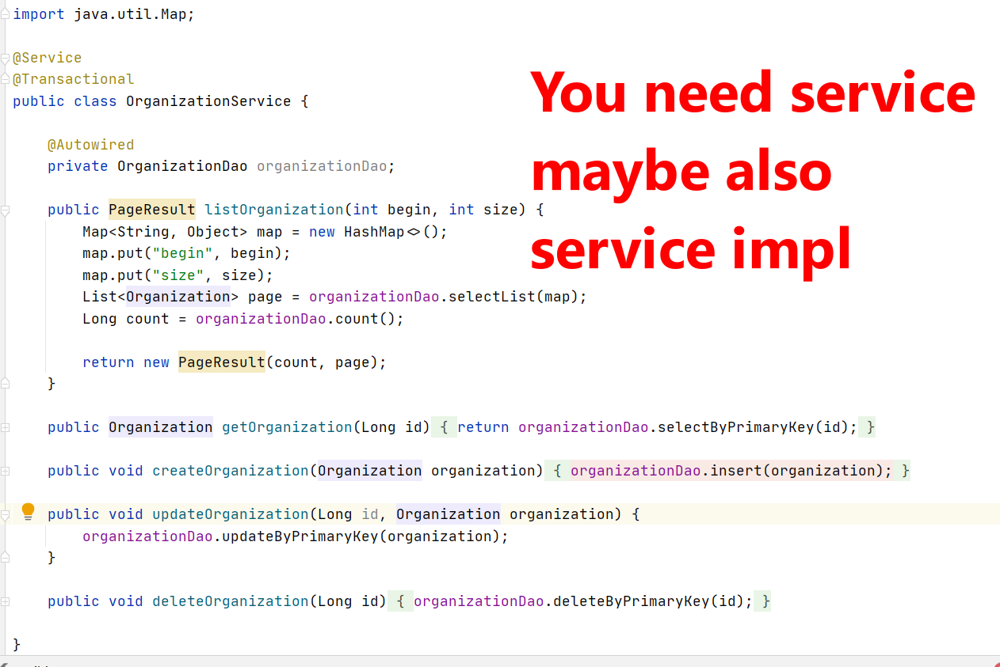 import java.util.Map;
@Service
@Transactional
public class OrganizationService {
@Autowired
private OrganizationDao organizationDao;
public PageResult listOrganization(int begin, int size) {
Map<String, Object> map = new HashMap<>();
map.put("begin", begin);
map.put("size", size);
List<Organization> page = organizationDao.selectList(map);
Long count = organizationDao.count();
return new PageResult(count, page);
}
public Organization getOrganization(Long id) { return organizationDao.selectByPrimaryKey(id); }
public void createOrganization(Organization organization) { organizationDao.insert(organization); }
public void updateOrganization(Long id, Organization organization) {
organizationDao.updateByPrimaryKey(organization);
}
public void deleteOrganization(Long id) { organizationDao.deleteByPrimaryKey(id); }
}
You need service
maybe also
service impl